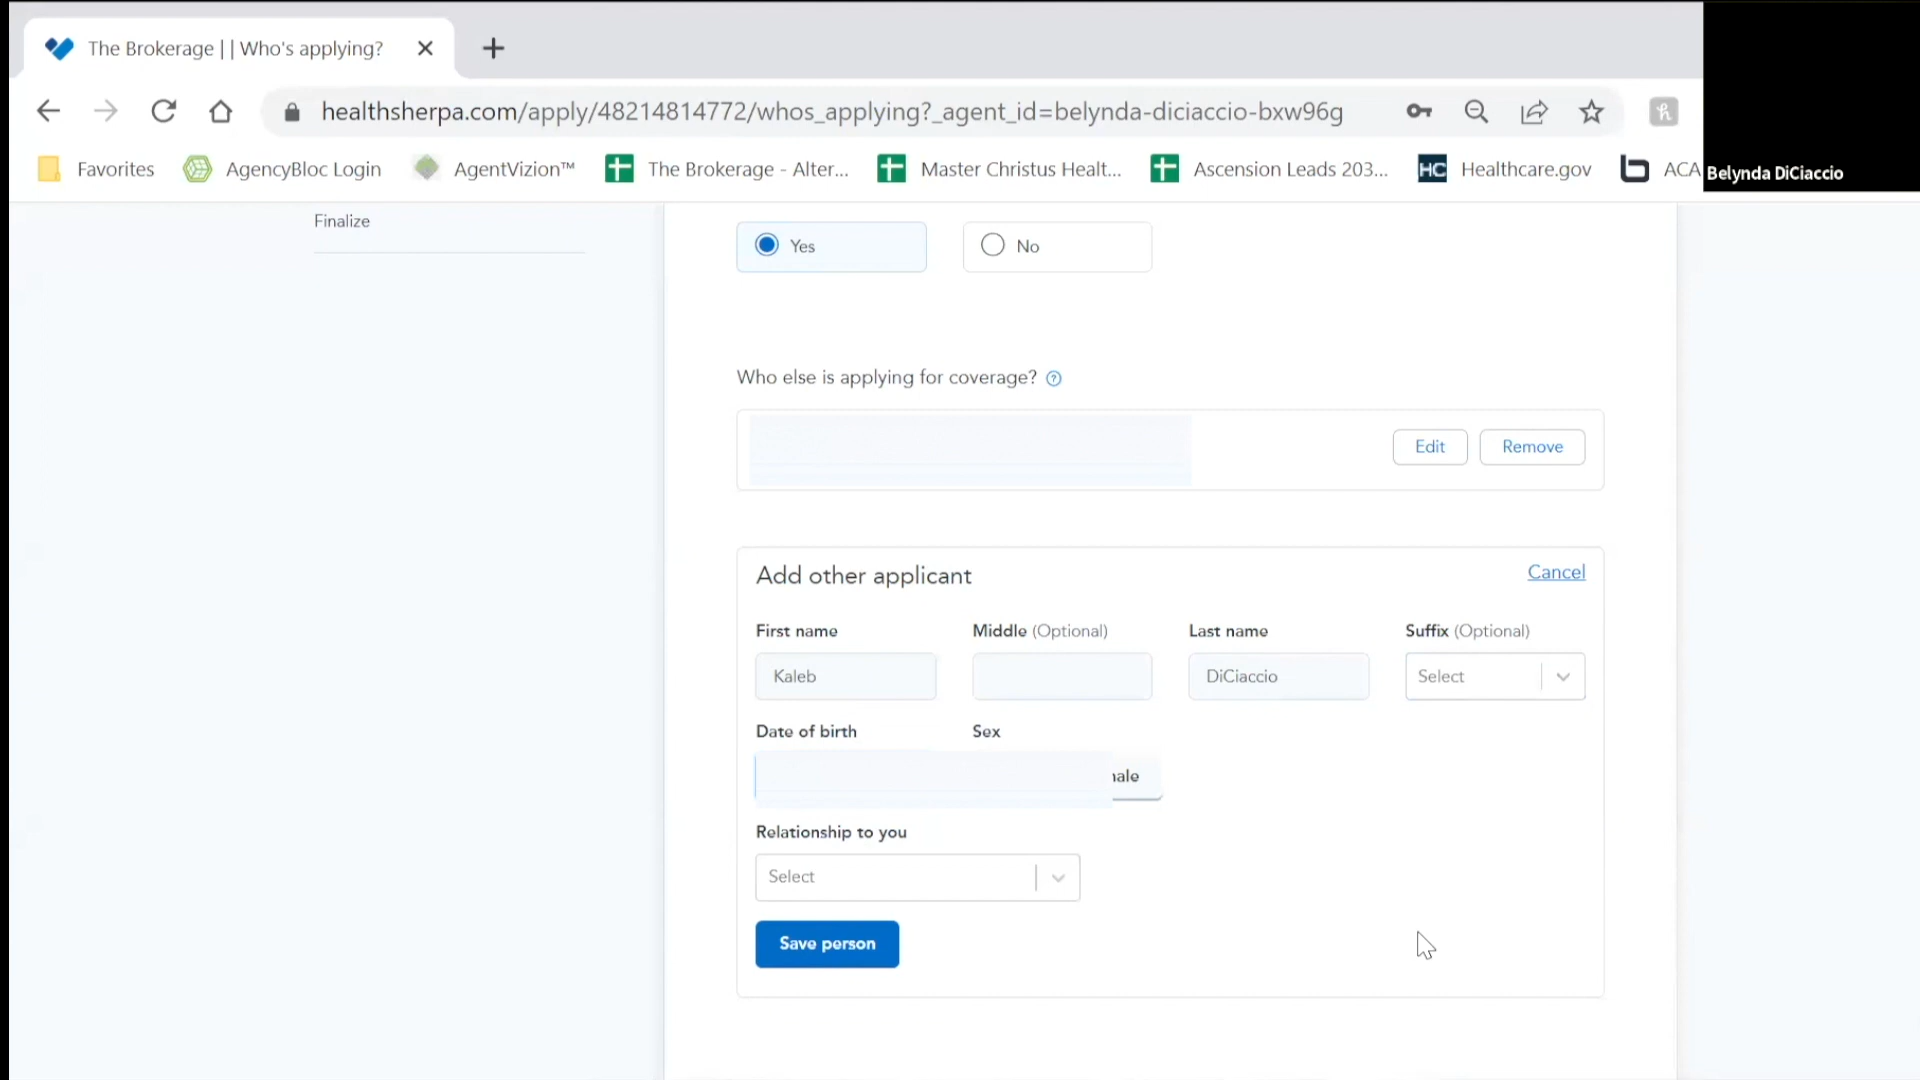 The Brokerage | | Who's applying?
healthsherpa.com/apply/48214814772/whos_applying?_agent_id=belynda-diciaccio-bxw96g
Favorites
AgencyBloc Login
AgentVizion™
The Brokerage - Alter...
Master Christus Healt...
Ascension Leads 203...
HC
Healthcare.gov
ACA
Belynda DiCiaccio
Finalize
Yes
No
Who else is applying for coverage? ?
Edit
Remove
Add other applicant
Cancel
First name
Middle (Optional)
Last name
Suffix (Optional)
Kaleb
DiCiaccio
Select
Date of birth
Sex
nale
Relationship to you
Select
Save person